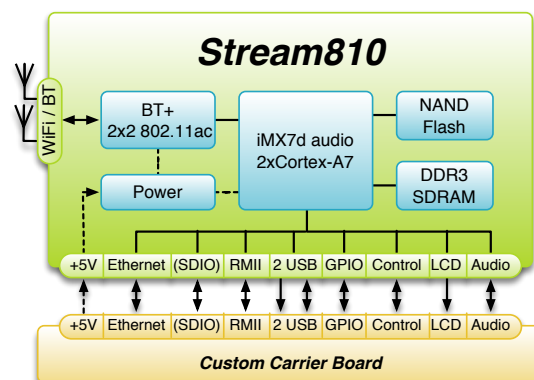 Stream810
WiFi / BT
BT+
2x2 802.11ac
iMX7d audio
2xCortex-A7
NAND
Flash
Power
DDR3
SDRAM
+5V Ethernet (SDIO) RMII 2 USB GPIO Control LCD Audio
+5V Ethernet (SDIO) RMII 2 USB GPIO Control LCD Audio
Custom Carrier Board